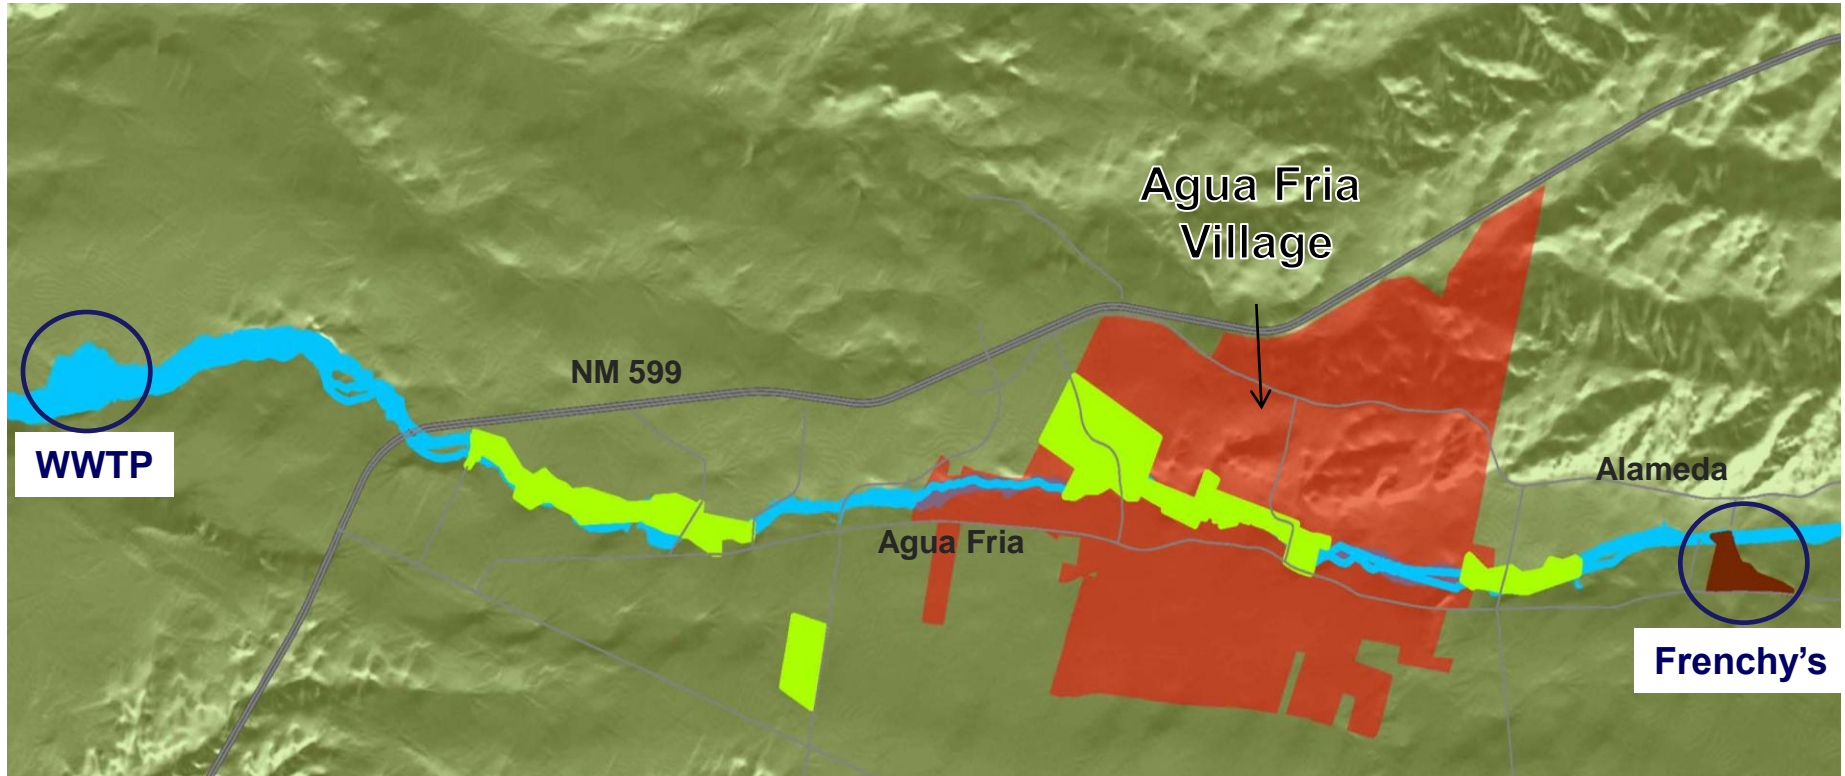 Agua Fria
Village
NM 599
WWTP
Alameda
Agua Fria
Frenchy’s